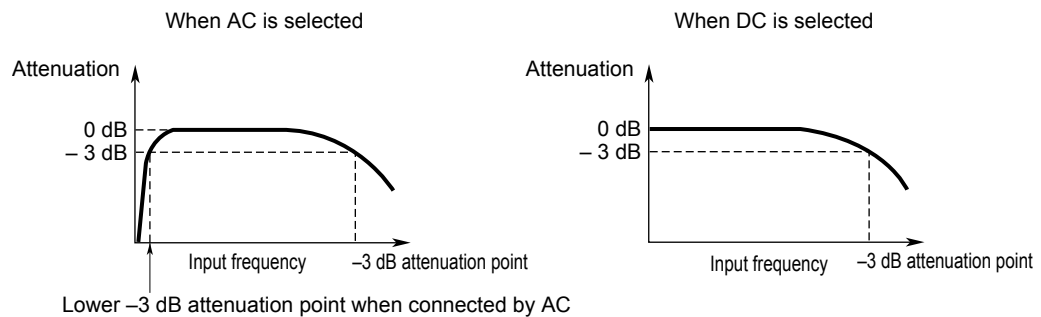 When AC is selected
Attenuation
0 dB
– 3 dB
Input frequency
–3 dB attenuation point
Lower –3 dB attenuation point when connected by AC
When DC is selected
Attenuation
0 dB
– 3 dB
Input frequency
–3 dB attenuation point